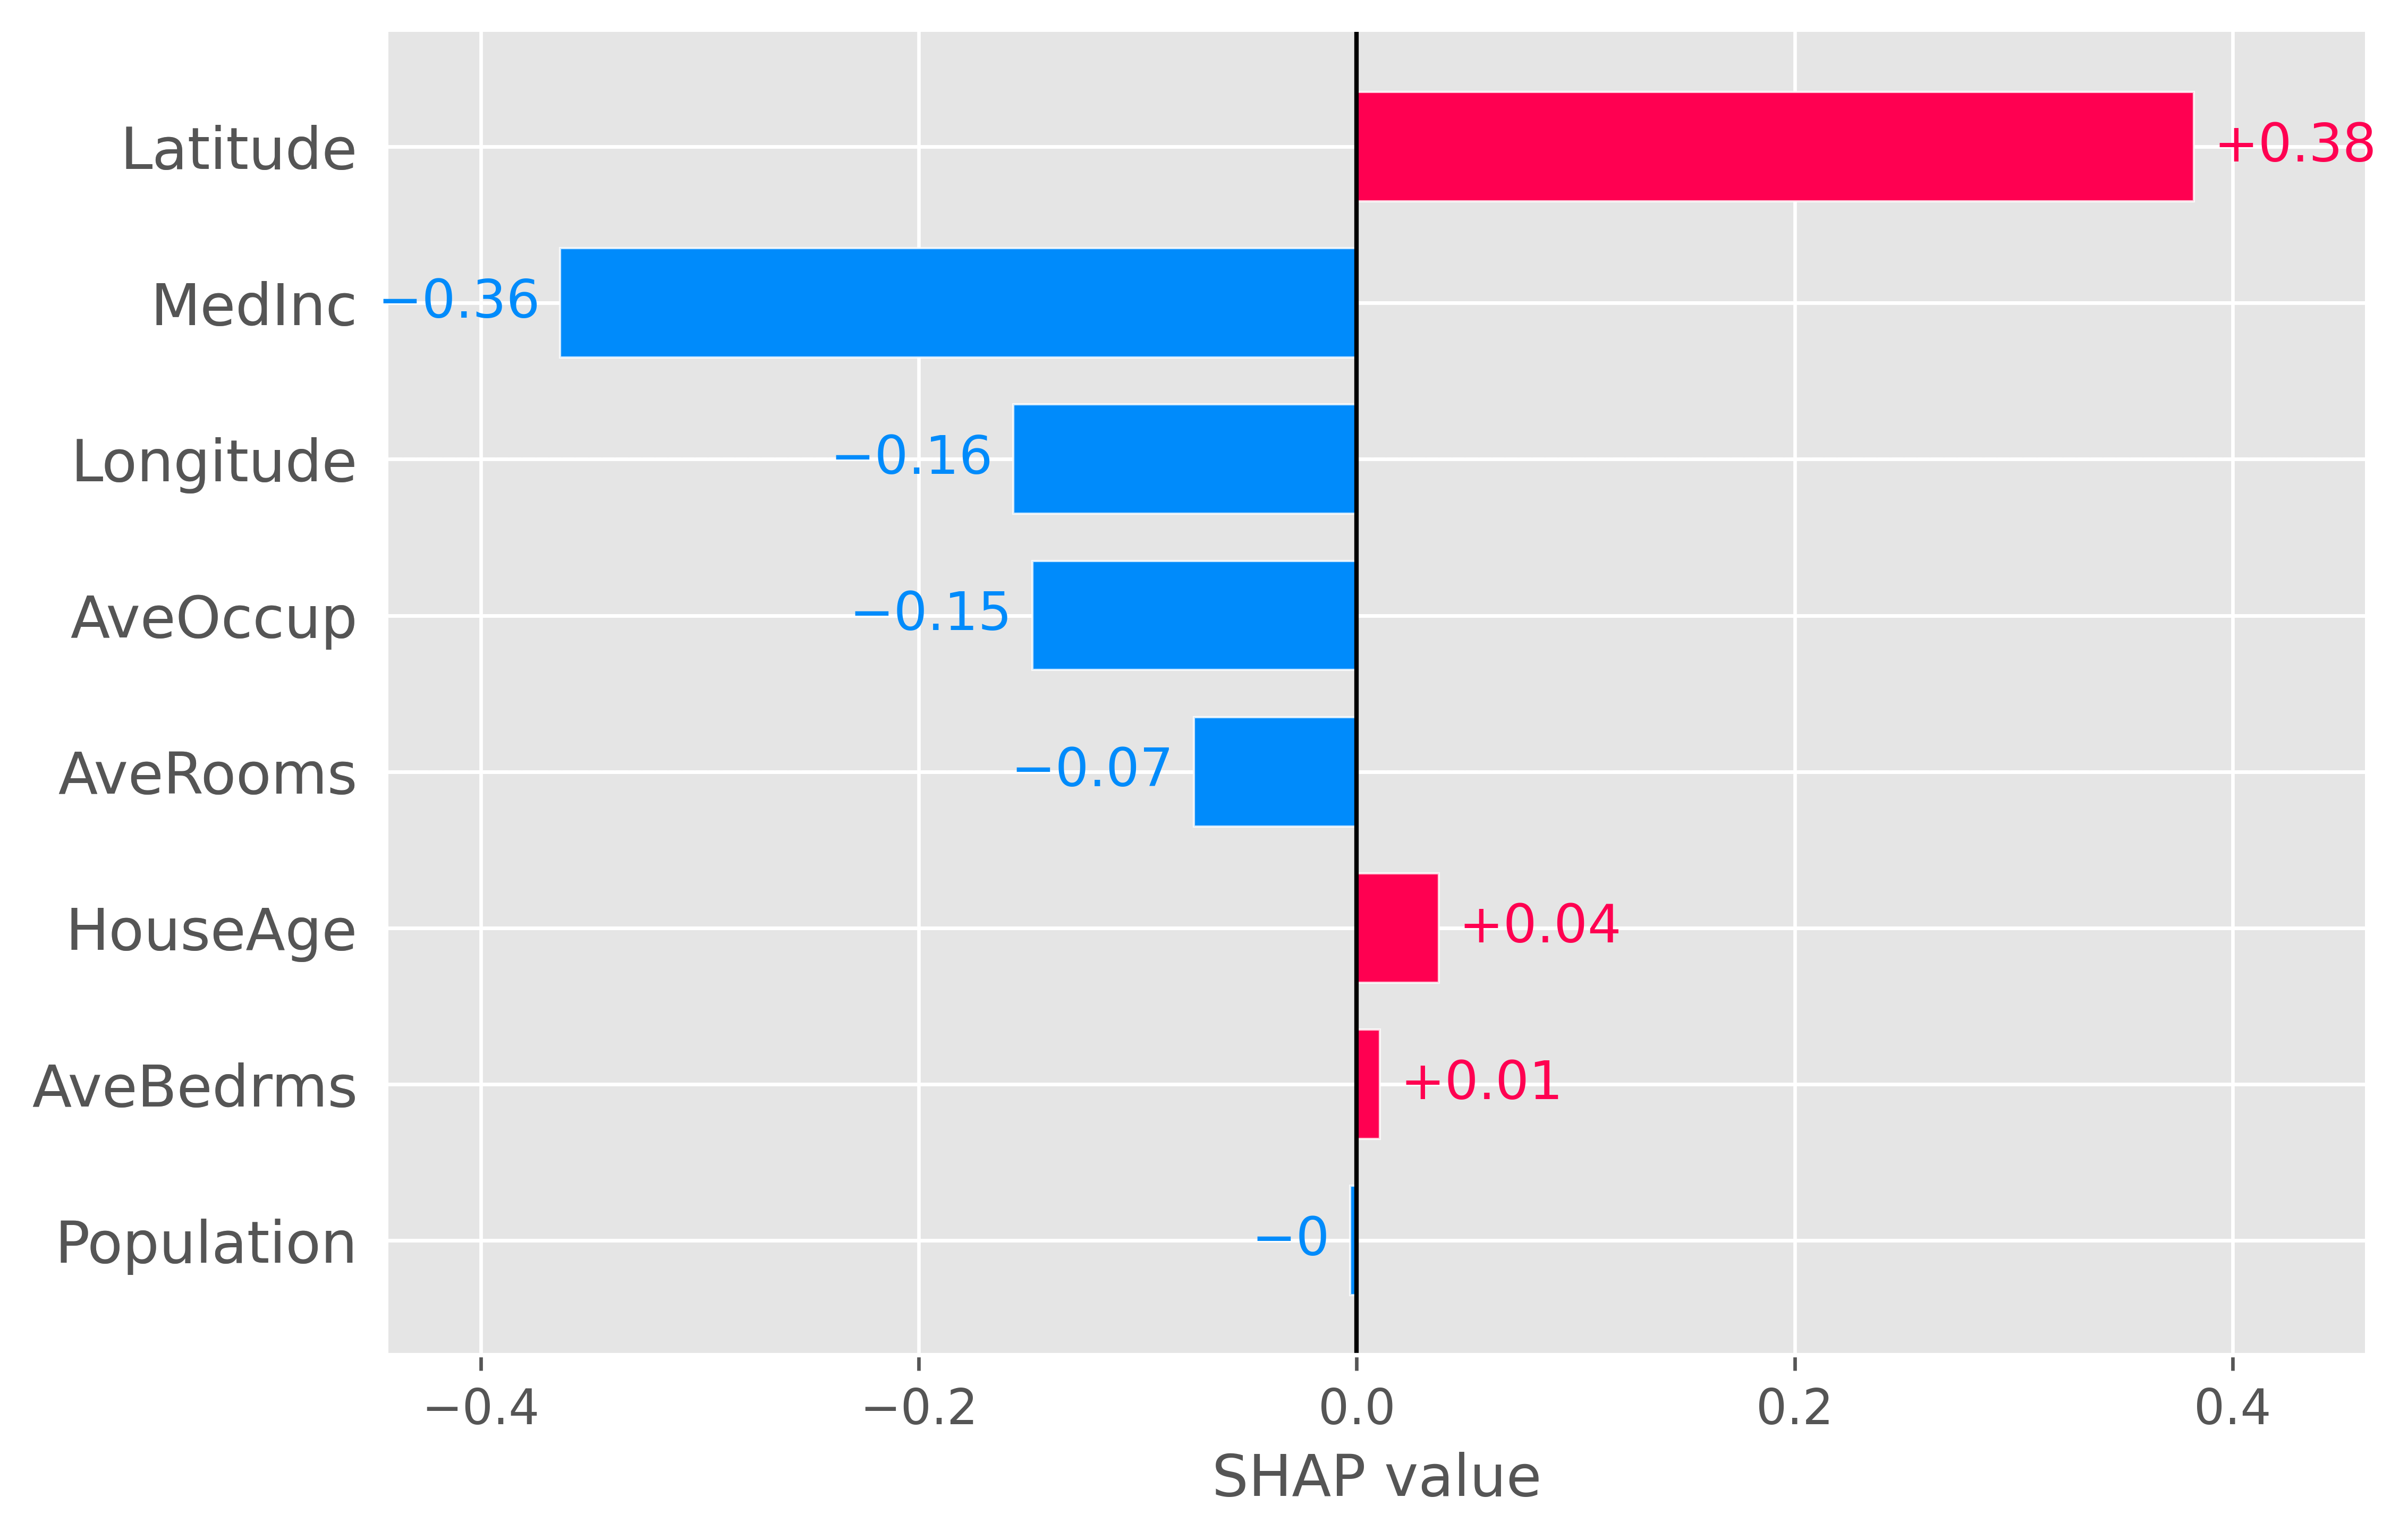 Latitude +0.38
MedInc −0.36
Longitude −0.16
AveOccup −0.15
AveRooms −0.07
HouseAge +0.04
AveBedrms +0.01
Population −0
−0.4 −0.2 0.0 0.2 0.4
SHAP value